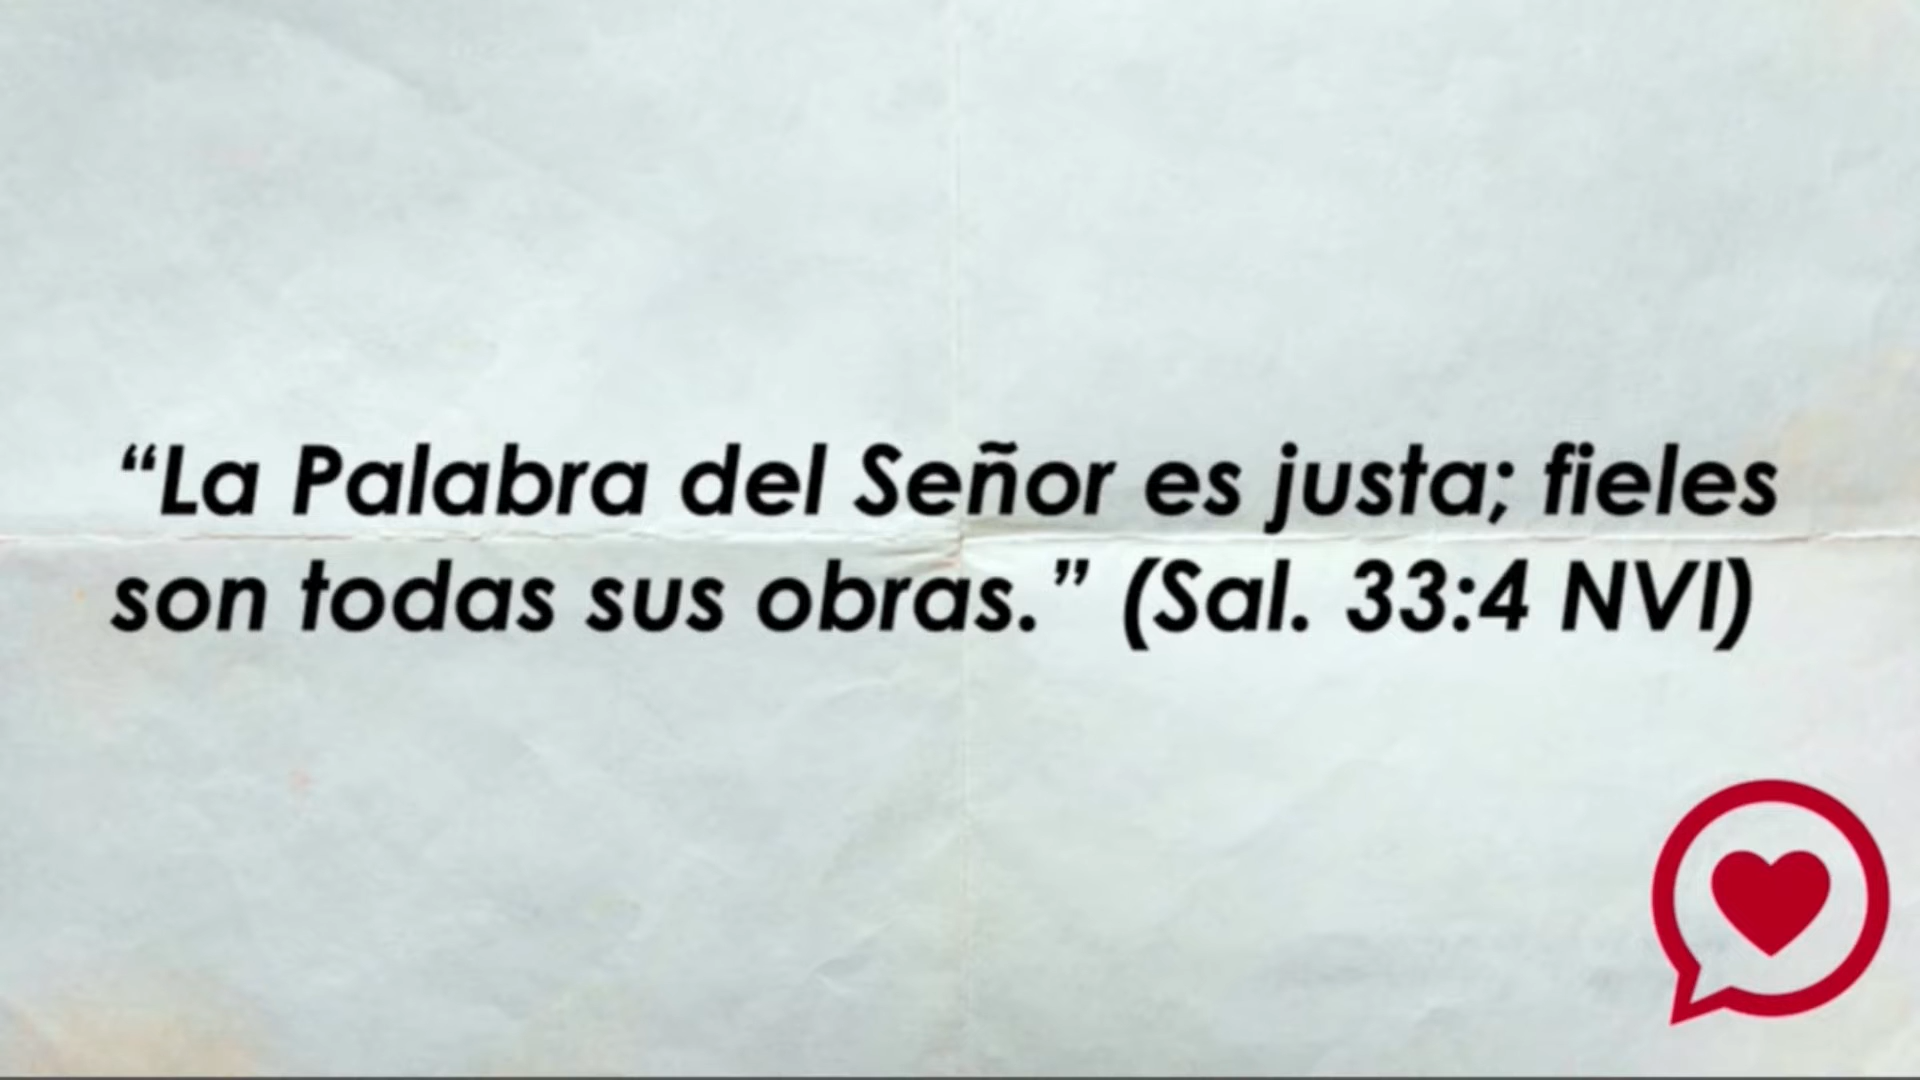 “La Palabra del Señor es justa; fieles
son todas sus obras.” (Sal. 33:4 NVI)